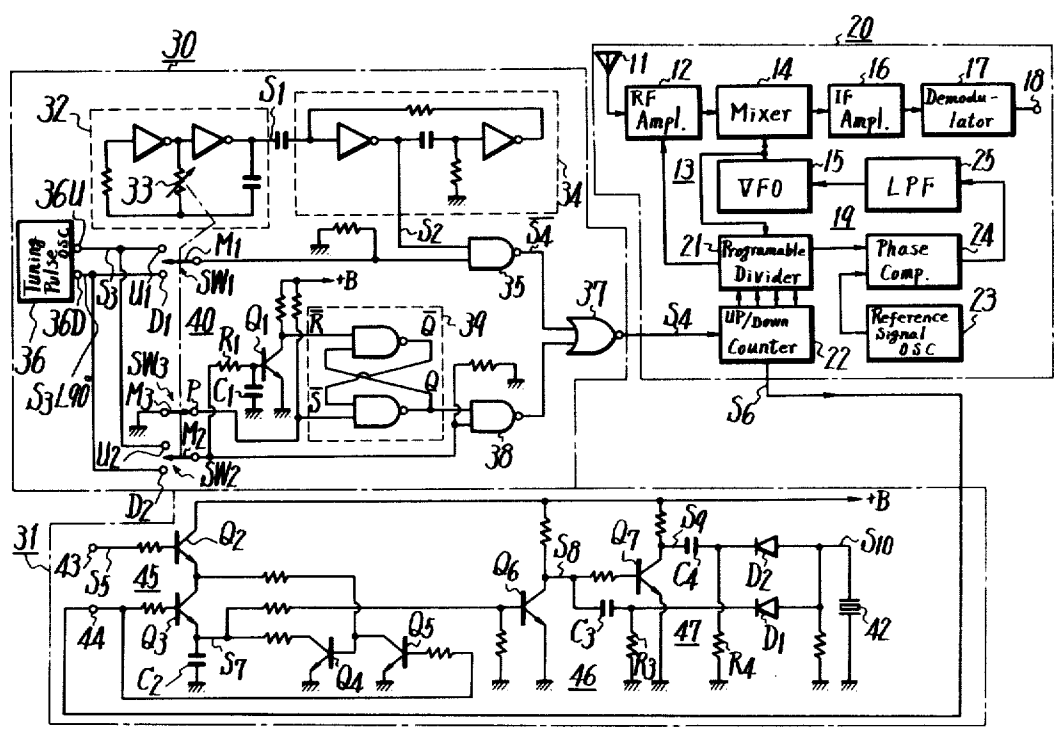 30
20
11
12
14
16
17
18
RF
Ampl.
Mixer
IF
Ampl.
Demodu-
lator
32
S1
33
34
13
15
25
VFO
LPF
19
36U
Tuning
Pulse
OSC
36
36D
S3
U1
D1
M1
SW1
40
S2
S̅4̅
35
21
Programable
Divider
Phase
Comp.
24
+B
37
S4
UP/Down
Counter
22
Reference
Signal
OSC
23
Q1
R̅
Q̅
39
R1
C1
S̅
Q
38
S3∠90°
SW3
M3
P
M2
U2
SW2
D2
S6
31
+B
43
S5
45
Q2
44
Q3
C2
S7
Q4
Q5
Q6
S8
Q7
S9
C4
D2
S10
C3
R3
47
R4
D1
42
46